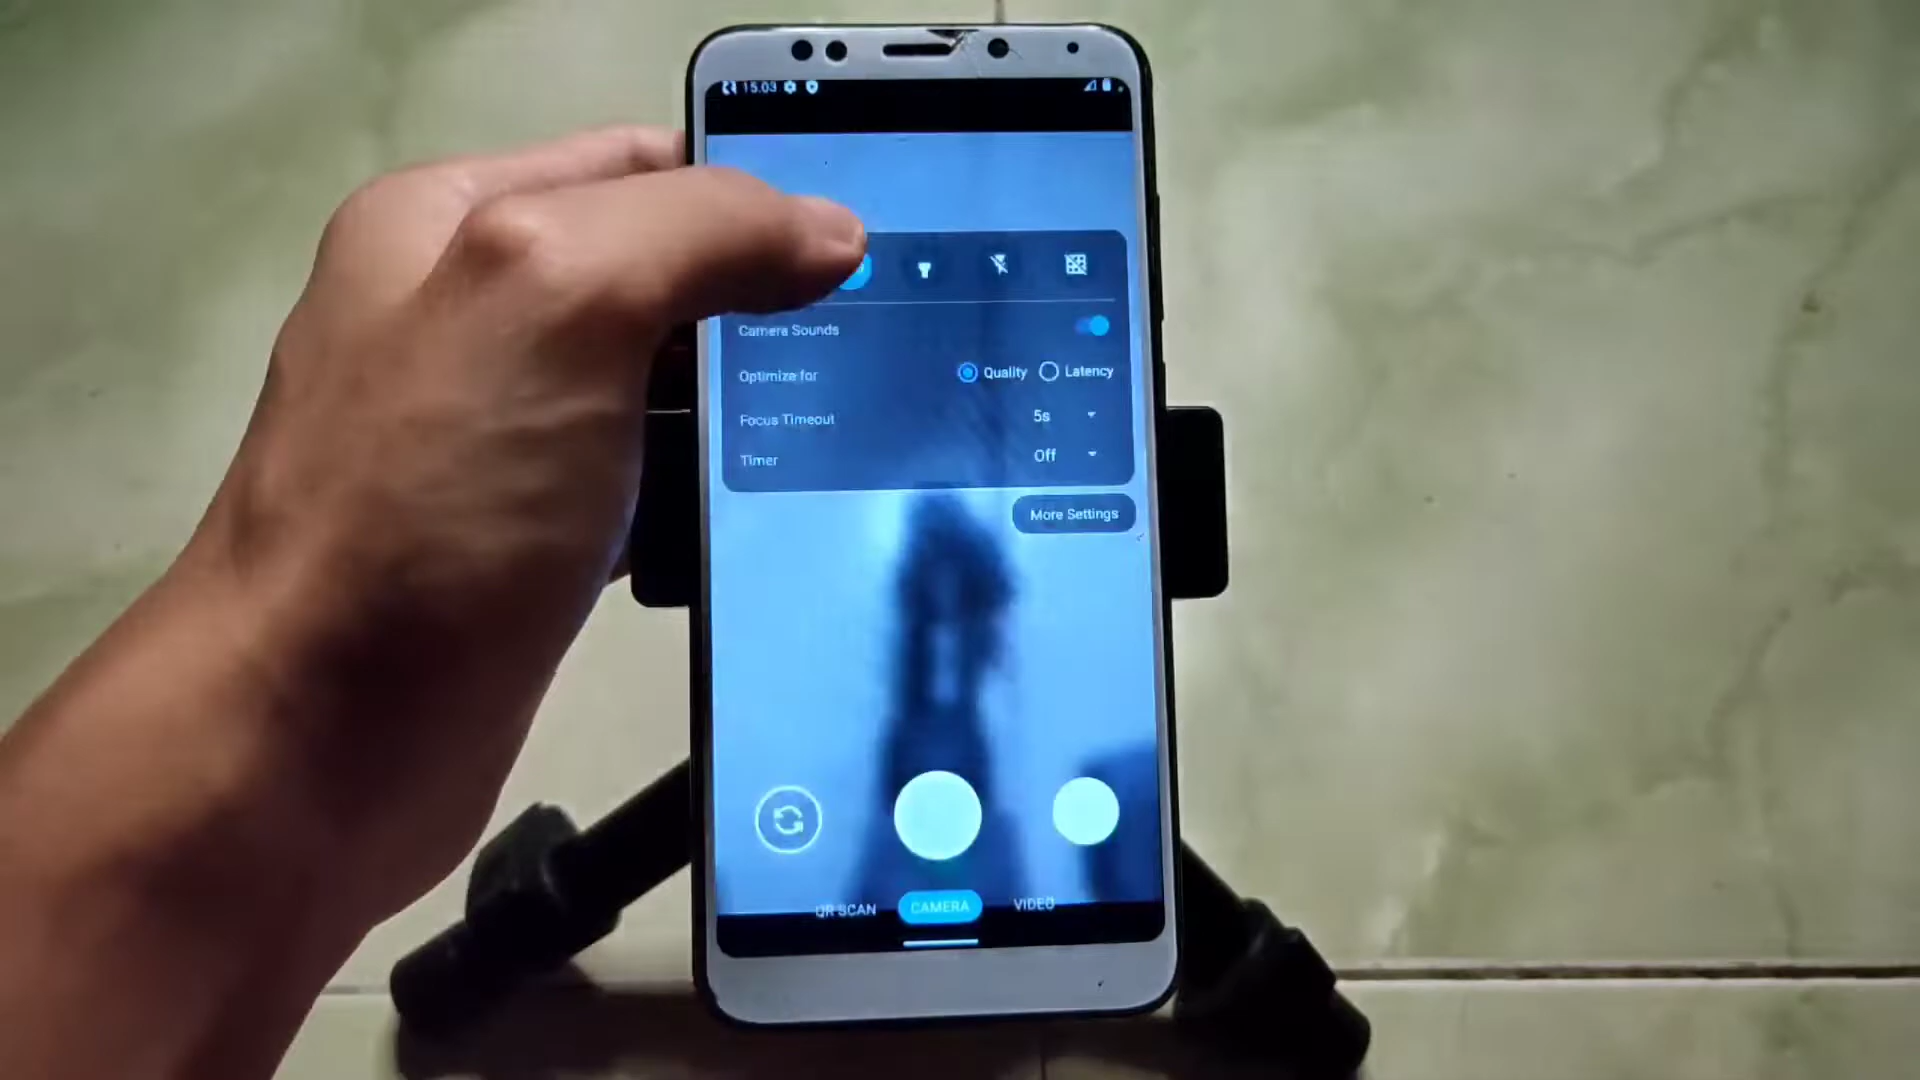 15.03
Camera Sounds
Optimize for Quality Latency
Focus Timeout 5s
Timer Off
More Settings
QR SCAN CAMERA VIDEO